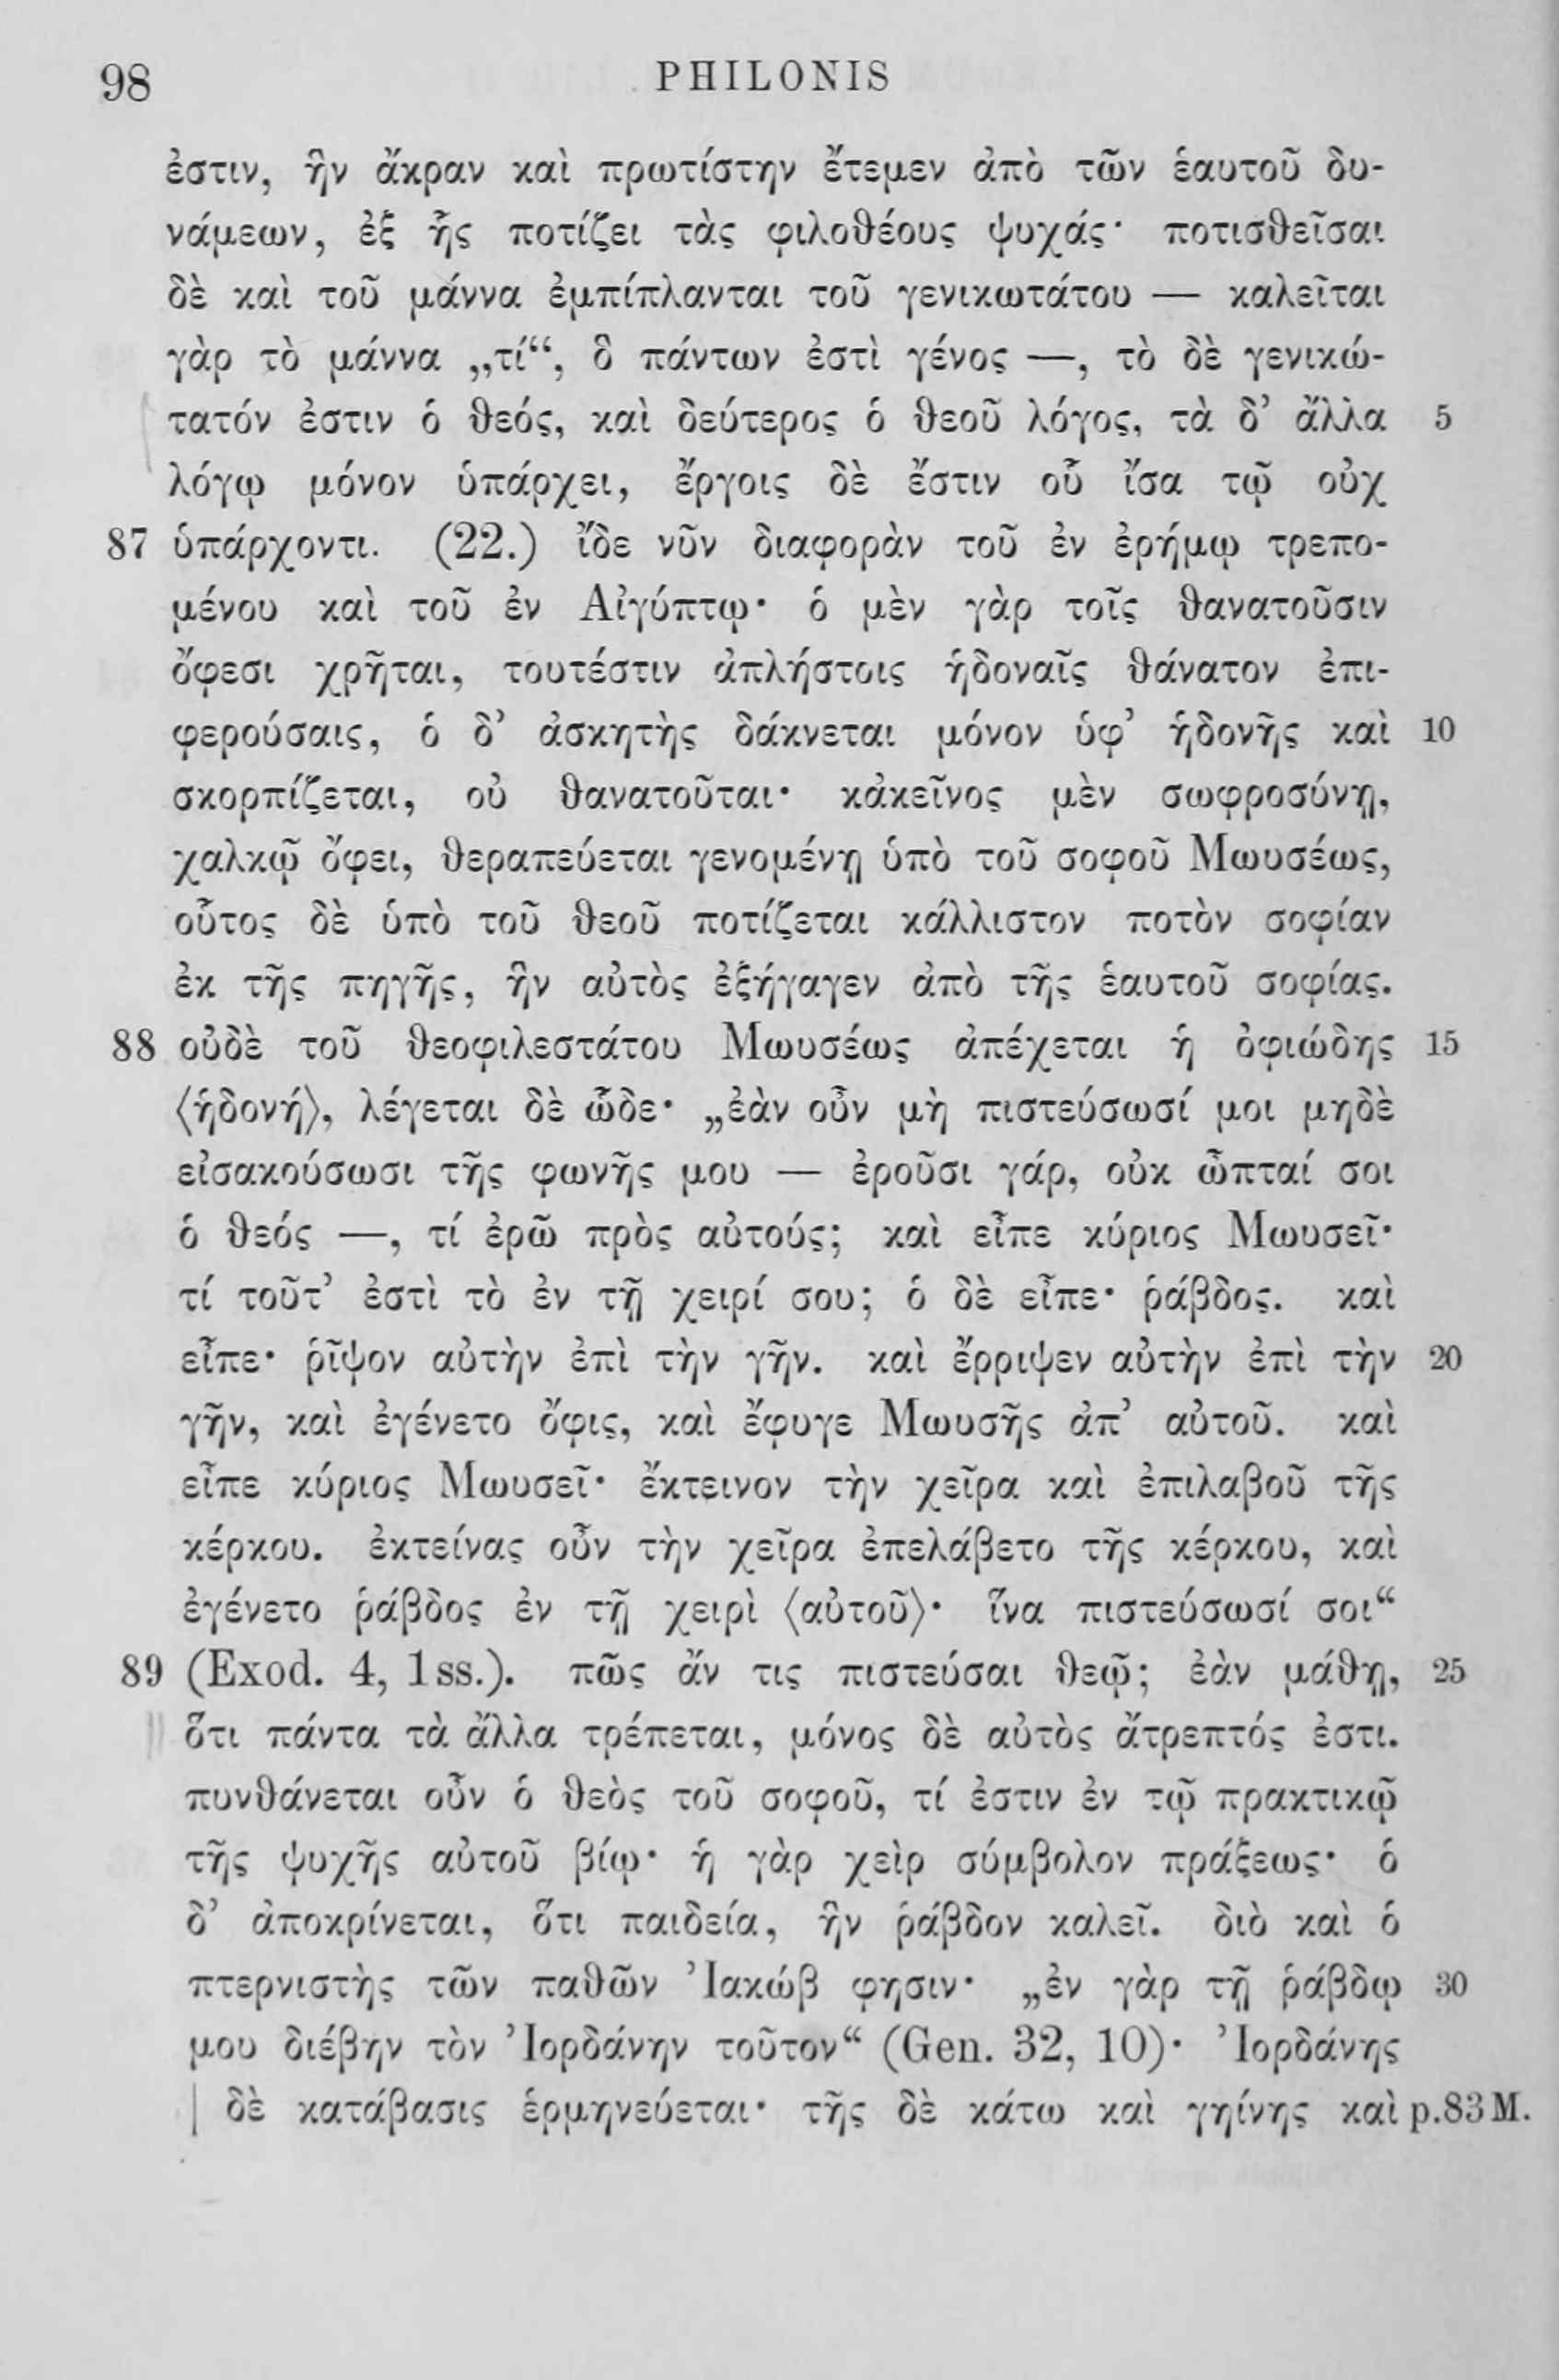 98 PHILONIS
ἐστιν, ἣν ἄκραν καὶ πρωτίστην ἔτεμεν ἀπὸ τῶν ἑαυτοῦ δυ-
νάμεων, ἐξ ἧς ποτίζει τὰς φιλοθέους ψυχάς· ποτισθεῖσαι
δὲ καὶ τοῦ μάννα ἐμπίπλανται τοῦ γενικωτάτου — καλεῖται
γὰρ τὸ μάννα „τί“, ὃ πάντων ἐστὶ γένος —, τὸ δὲ γενικώ-
τατόν ἐστιν ὁ θεός, καὶ δεύτερος ὁ θεοῦ λόγος, τὰ δ’ ἄλλα 5
λόγῳ μόνον ὑπάρχει, ἔργοις δὲ ἔστιν οὗ ἴσα τῷ οὐχ
87 ὑπάρχοντι. (22.) ἴδε νῦν διαφορὰν τοῦ ἐν ἐρήμῳ τρεπο-
μένου καὶ τοῦ ἐν Αἰγύπτῳ· ὁ μὲν γὰρ τοῖς θανατοῦσιν
ὄφεσι χρῆται, τουτέστιν ἀπλήστοις ἡδοναῖς θάνατον ἐπι-
φερούσαις, ὁ δ’ ἀσκητὴς δάκνεται μόνον ὑφ’ ἡδονῆς καὶ 10
σκορπίζεται, οὐ θανατοῦται· κἀκεῖνος μὲν σωφροσύνῃ,
χαλκῷ ὄφει, θεραπεύεται γενομένῃ ὑπὸ τοῦ σοφοῦ Μωυσέως,
οὗτος δὲ ὑπὸ τοῦ θεοῦ ποτίζεται κάλλιστον ποτὸν σοφίαν
ἐκ τῆς πηγῆς, ἣν αὐτὸς ἐξήγαγεν ἀπὸ τῆς ἑαυτοῦ σοφίας.
88 οὐδὲ τοῦ θεοφιλεστάτου Μωυσέως ἀπέχεται ἡ ὀφιώδης 15
⟨ἡδονή⟩, λέγεται δὲ ὧδε· „ἐὰν οὖν μὴ πιστεύσωσί μοι μηδὲ
εἰσακούσωσι τῆς φωνῆς μου — ἐροῦσι γάρ, οὐκ ὦπταί σοι
ὁ θεός —, τί ἐρῶ πρὸς αὐτούς; καὶ εἶπε κύριος Μωυσεῖ·
τί τοῦτ’ ἐστὶ τὸ ἐν τῇ χειρί σου; ὁ δὲ εἶπε· ῥάβδος. καὶ
εἶπε· ῥῖψον αὐτὴν ἐπὶ τὴν γῆν. καὶ ἔρριψεν αὐτὴν ἐπὶ τὴν 20
γῆν, καὶ ἐγένετο ὄφις, καὶ ἔφυγε Μωυσῆς ἀπ’ αὐτοῦ. καὶ
εἶπε κύριος Μωυσεῖ· ἔκτεινον τὴν χεῖρα καὶ ἐπιλαβοῦ τῆς
κέρκου. ἐκτείνας οὖν τὴν χεῖρα ἐπελάβετο τῆς κέρκου, καὶ
ἐγένετο ῥάβδος ἐν τῇ χειρὶ ⟨αὐτοῦ⟩· ἵνα πιστεύσωσί σοι“
89 (Exod. 4, 1 ss.). πῶς ἄν τις πιστεύσαι θεῷ; ἐὰν μάθῃ, 25
ὅτι πάντα τὰ ἄλλα τρέπεται, μόνος δὲ αὐτὸς ἄτρεπτός ἐστι.
πυνθάνεται οὖν ὁ θεὸς τοῦ σοφοῦ, τί ἐστιν ἐν τῷ πρακτικῷ
τῆς ψυχῆς αὐτοῦ βίῳ· ἡ γὰρ χεὶρ σύμβολον πράξεως· ὁ
δ’ ἀποκρίνεται, ὅτι παιδεία, ἣν ῥάβδον καλεῖ. διὸ καὶ ὁ
πτερνιστὴς τῶν παθῶν Ἰακώβ φησιν· „ἐν γὰρ τῇ ῥάβδῳ 30
μου διέβην τὸν Ἰορδάνην τοῦτον“ (Gen. 32, 10)· Ἰορδάνης
| δὲ κατάβασις ἑρμηνεύεται· τῆς δὲ κάτω καὶ γηίνης καὶ p. 83 M.